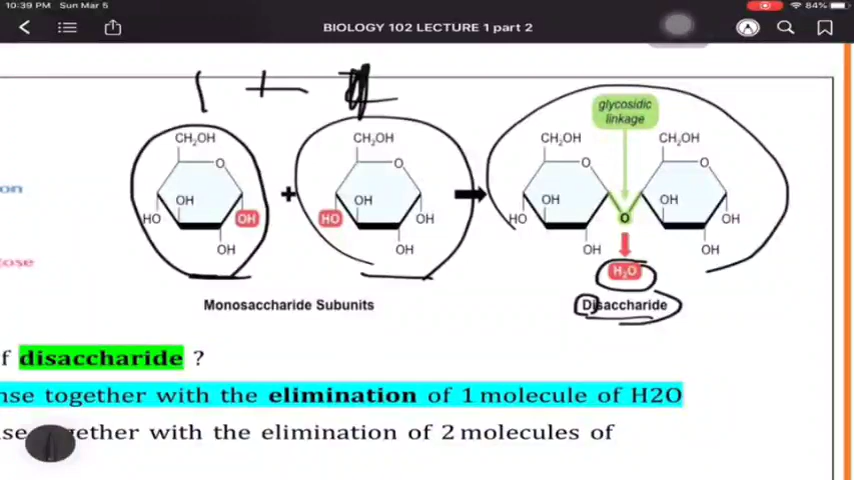 10:39 PM Sun Mar 5
84%
BIOLOGY 102 LECTURE 1 part 2
1 +
glycosidic
linkage
CH2OH CH2OH CH2OH CH2OH
O O O O
OH OH OH OH
HO OH + HO OH HO O OH
OH OH OH OH
H2O
Monosaccharide Subunits Disaccharide
on
ose
f disaccharide ?
nse together with the elimination of 1 molecule of H2O
together with the elimination of 2 molecules of